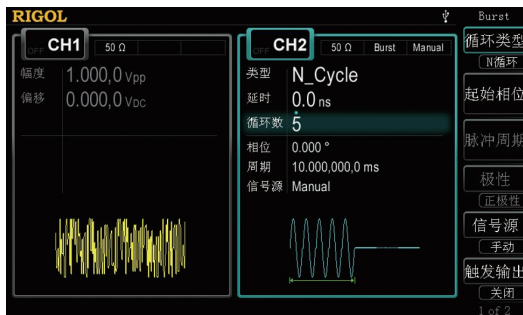 RIGOL Burst
OFF CH1 50 Ω
幅度 1.000,0 Vpp
偏移 0.000,0 VDC
OFF CH2 50 Ω Burst Manual
类型 N_Cycle
延时 0.0 ns
循环数 5
相位 0.000 °
周期 10.000,000,0 ms
信号源 Manual
循环类型
N循环
起始相位
脉冲周期
极性
正极性
信号源
手动
触发输出
关闭
1 of 2